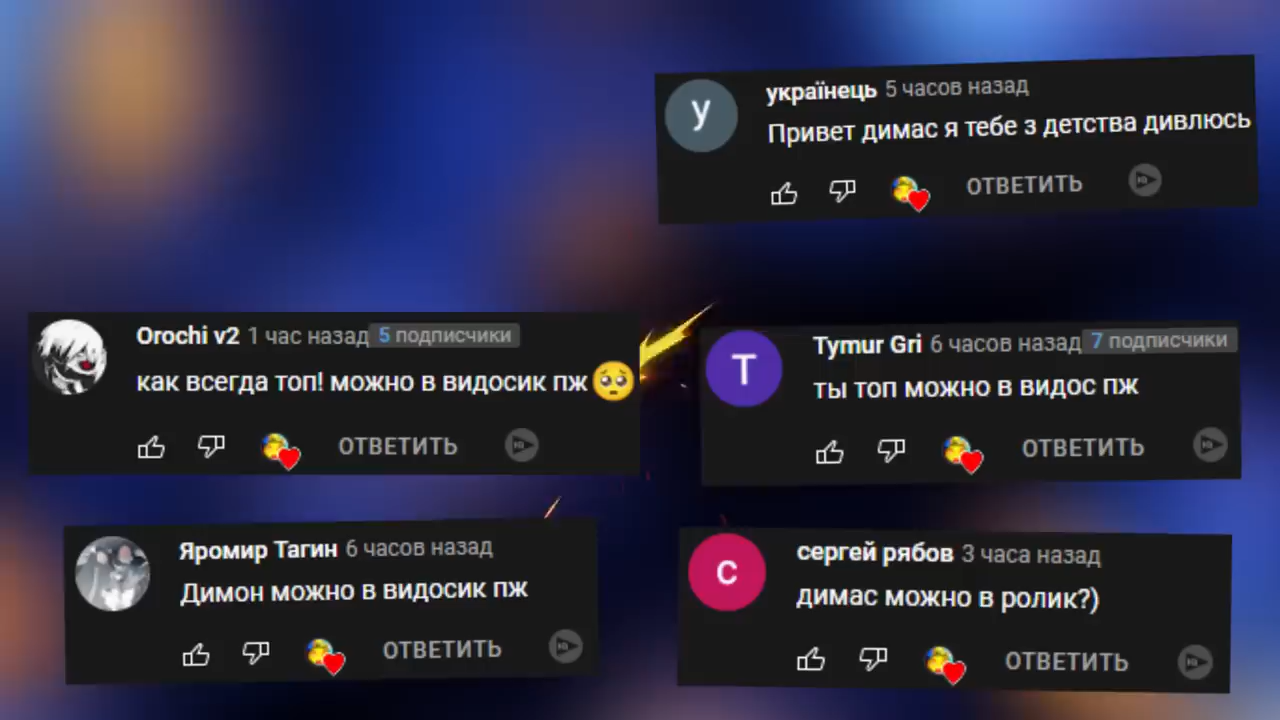 українець 5 часов назад
Привет димас я тебе з детства дивлюсь
ОТВЕТИТЬ
Orochi v2 1 час назад 5 подписчики
как всегда топ! можно в видосик пж🥺
ОТВЕТИТЬ
Tymur Gri 6 часов назад 7 подписчики
ты топ можно в видос пж
ОТВЕТИТЬ
Яромир Тагин 6 часов назад
Димон можно в видосик пж
ОТВЕТИТЬ
сергей рябов 3 часа назад
димас можно в ролик?)
ОТВЕТИТЬ